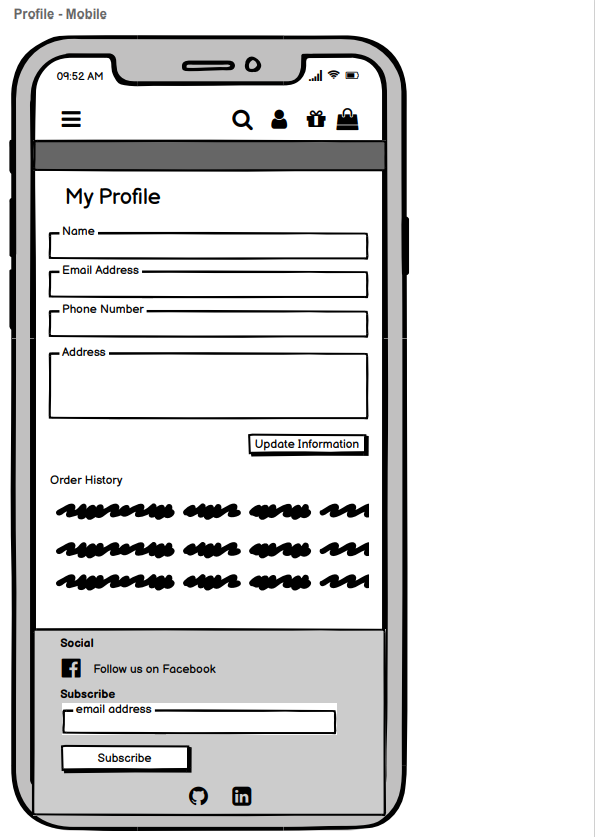 Profile - Mobile
09:52 AM
My Profile
Name
Email Address
Phone Number
Address
Update Information
Order History
Social
Follow us on Facebook
Subscribe
email address
Subscribe